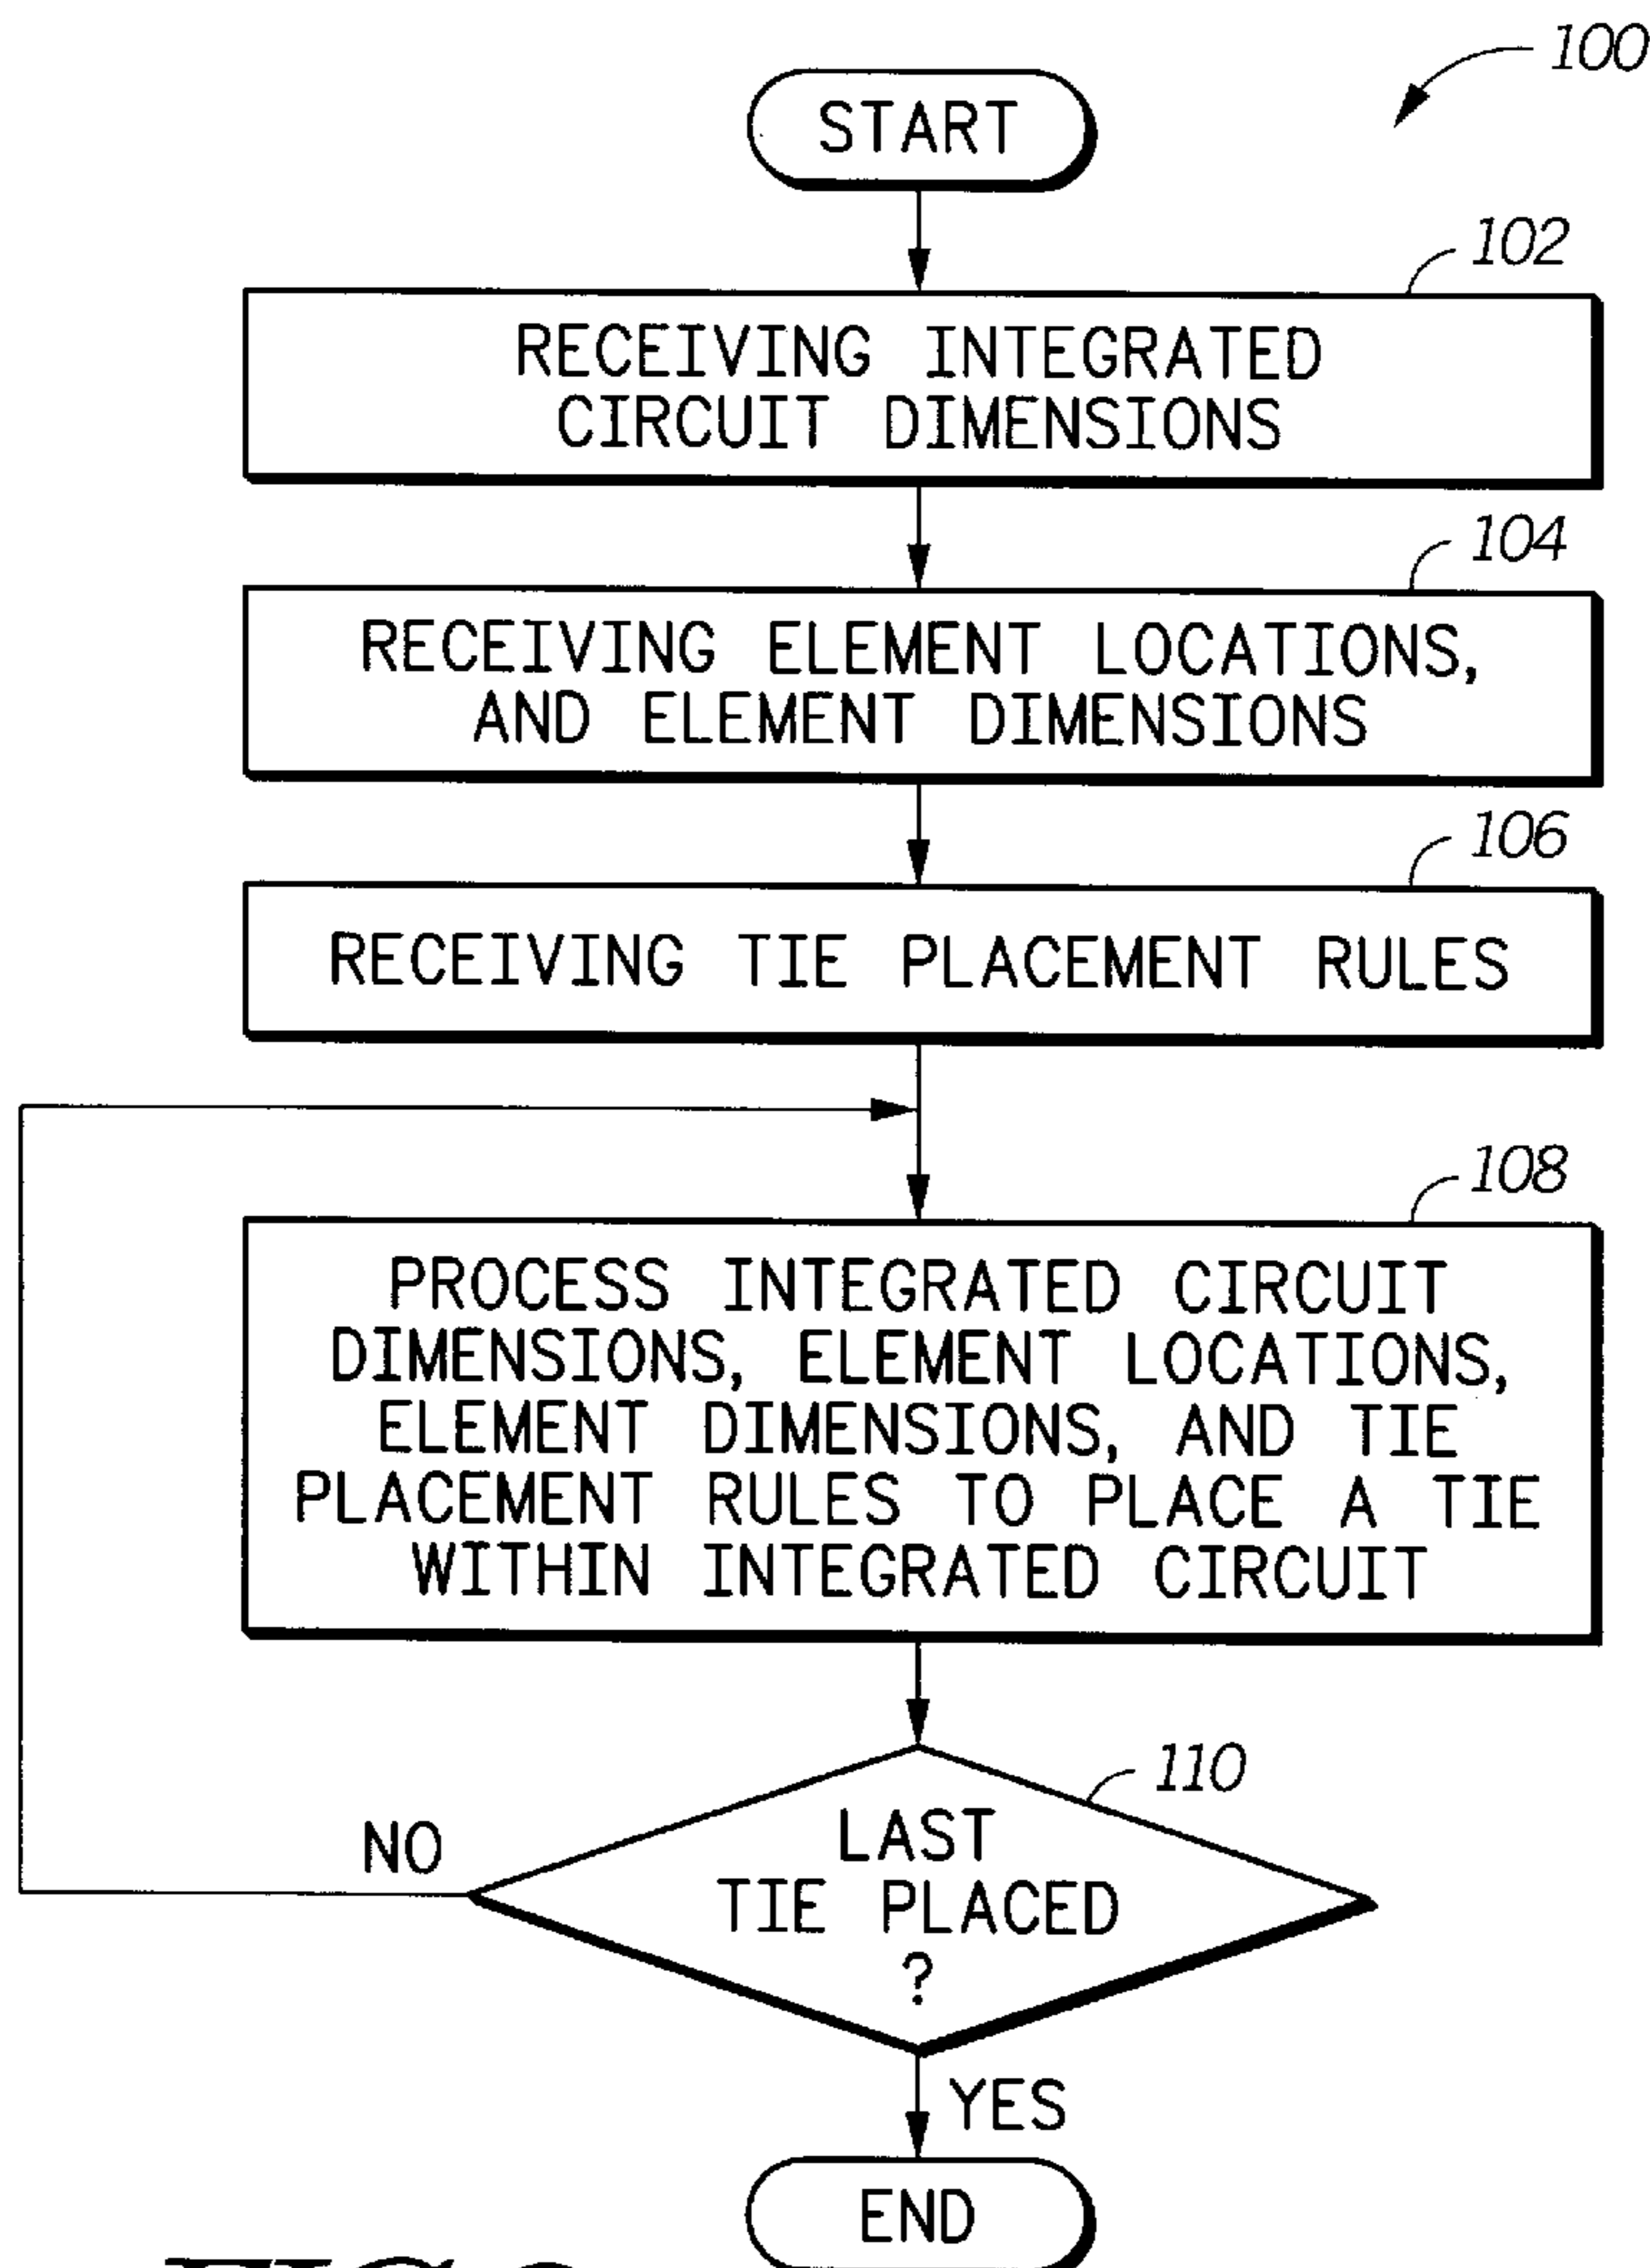 100
START
102
RECEIVING INTEGRATED
CIRCUIT DIMENSIONS
104
RECEIVING ELEMENT LOCATIONS,
AND ELEMENT DIMENSIONS
106
RECEIVING TIE PLACEMENT RULES
108
PROCESS INTEGRATED CIRCUIT
DIMENSIONS, ELEMENT LOCATIONS,
ELEMENT DIMENSIONS, AND TIE
PLACEMENT RULES TO PLACE A TIE
WITHIN INTEGRATED CIRCUIT
110
LAST
TIE PLACED
?
NO
YES
END